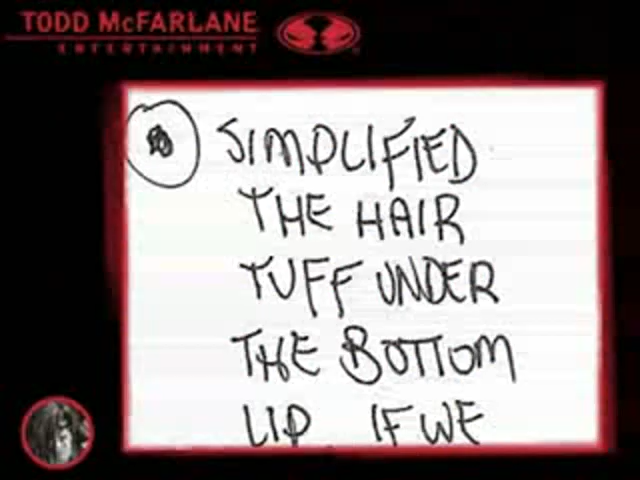 TODD McFARLANE
ENTERTAINMENT
SIMPLIFIED
THE HAIR
TUFF UNDER
THE BOTTOM
LIP. IF WE